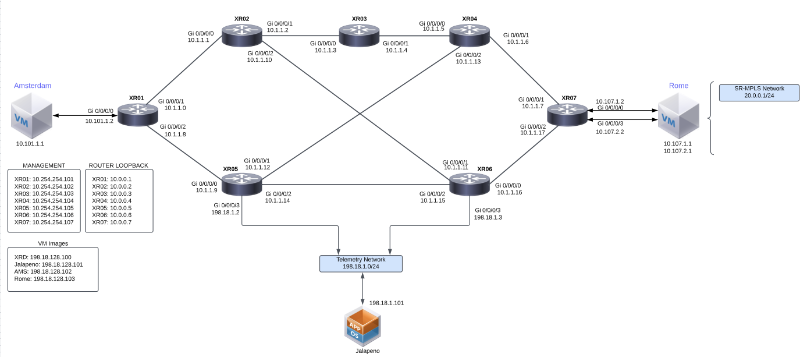 XR02
Gi 0/0/0/0
10.1.1.1
Gi 0/0/0/1
10.1.1.2
Gi 0/0/0/2
10.1.1.10
XR03
Gi 0/0/0/0
10.1.1.3
Gi 0/0/0/1
10.1.1.4
XR04
Gi 0/0/0/0
10.1.1.5
Gi 0/0/0/1
10.1.1.6
Gi 0/0/0/2
10.1.1.13
Amsterdam
VM
10.101.1.1
Gi 0/0/0/0
10.101.1.2
XR01
Gi 0/0/0/1
10.1.1.0
Gi 0/0/0/2
10.1.1.8
XR07
Gi 0/0/0/1
10.1.1.7
Gi 0/0/0/2
10.1.1.17
10.107.1.2
Gi 0/0/0/0
Gi 0/0/0/3
10.107.2.2
Rome
VM
10.107.1.1
10.107.2.1
SR-MPLS Network
20.0.0.1/24
XR05
Gi 0/0/0/0
10.1.1.9
Gi 0/0/0/1
10.1.1.12
Gi 0/0/0/2
10.1.1.14
Gi 0/0/0/3
198.18.1.2
XR06
Gi 0/0/0/1
10.1.1.11
Gi 0/0/0/2
10.1.1.15
Gi 0/0/0/0
10.1.1.16
Gi 0/0/0/3
198.18.1.3
MANAGEMENT
XR01: 10.254.254.101
XR02: 10.254.254.102
XR03: 10.254.254.103
XR04: 10.254.254.104
XR05: 10.254.254.105
XR06: 10.254.254.106
XR07: 10.254.254.107
ROUTER LOOPBACK
XR01: 10.0.0.1
XR02: 10.0.0.2
XR03: 10.0.0.3
XR04: 10.0.0.4
XR05: 10.0.0.5
XR06: 10.0.0.6
XR07: 10.0.0.7
VM Images
XRD: 198.18.128.100
Jalapeno: 198.18.128.101
AMS: 198.18.128.102
Rome: 198.18.128.103
Telemetry Network
198.18.1.0/24
198.18.1.101
APP
OS
Jalapeno